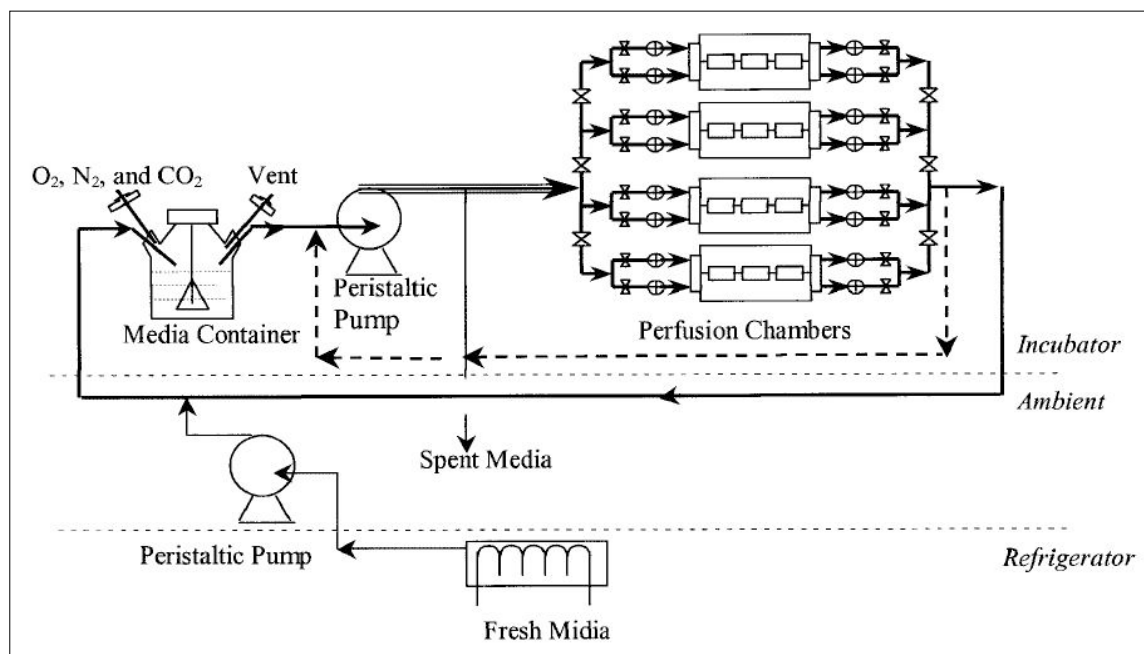 O₂, N₂, and CO₂
Vent
Media Container
Peristaltic
Pump
Perfusion Chambers
Incubator
Ambient
Spent Media
Peristaltic Pump
Refrigerator
Fresh Midia